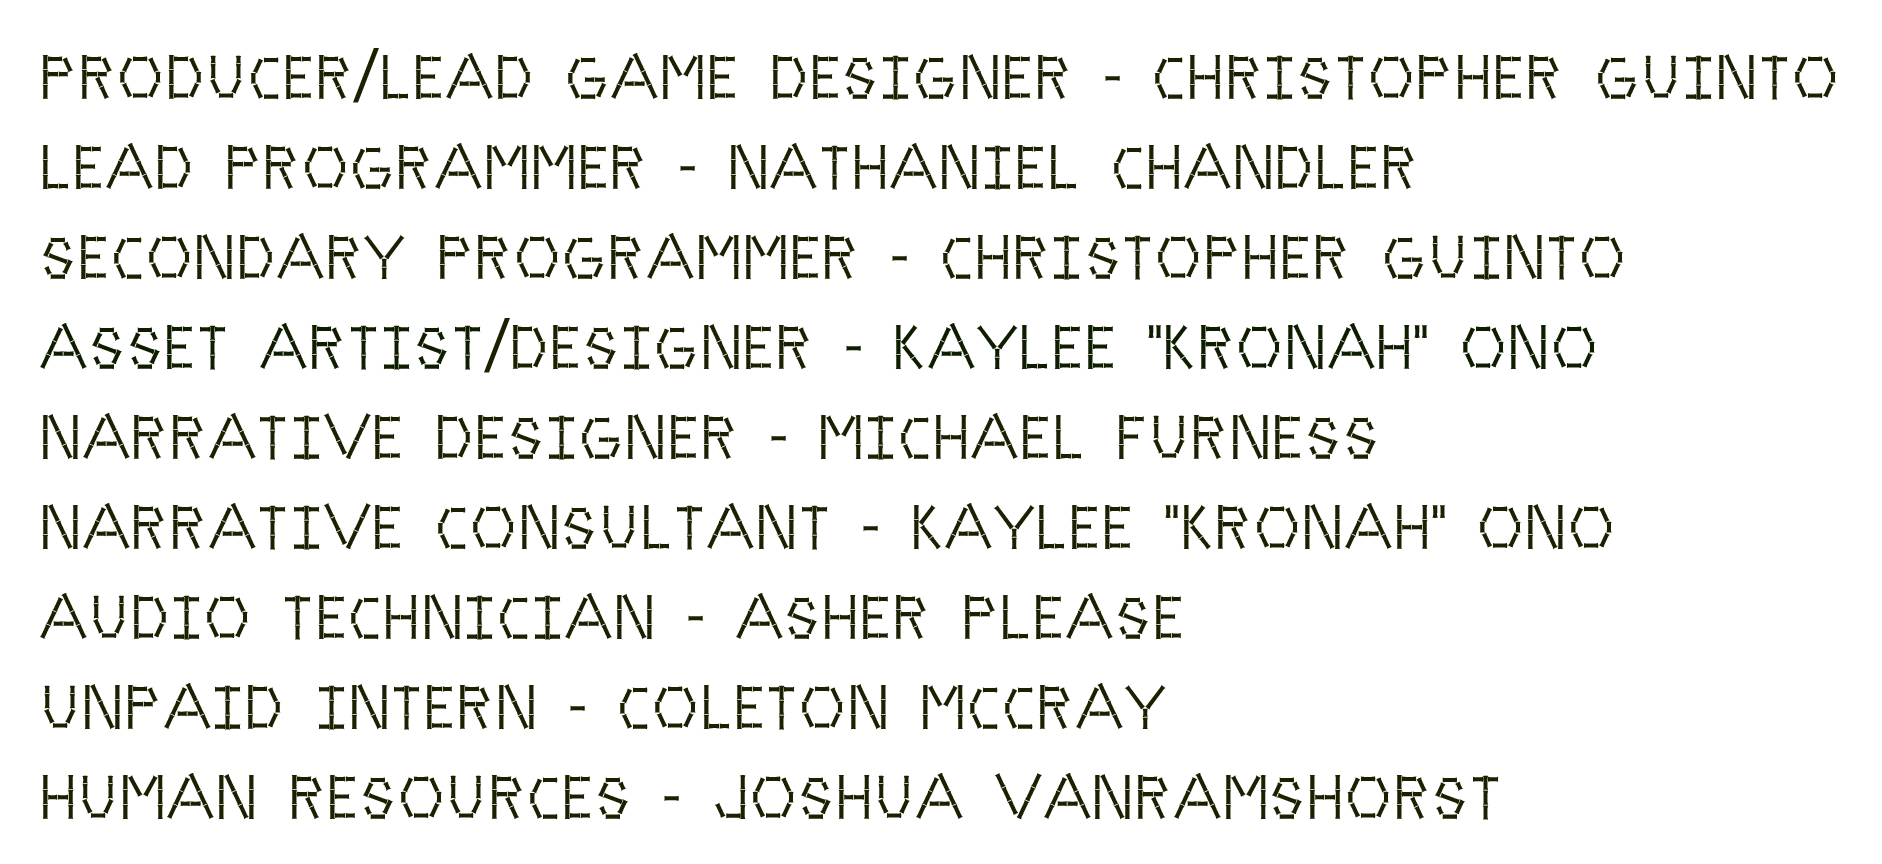 PRODUCER/LEAD GAME DESIGNER - CHRISTOPHER GUINTO
LEAD PROGRAMMER - NATHANIEL CHANDLER
SECONDARY PROGRAMMER - CHRISTOPHER GUINTO
ASSET ARTIST/DESIGNER - KAYLEE "KRONAH" ONO
NARRATIVE DESIGNER - MICHAEL FURNESS
NARRATIVE CONSULTANT - KAYLEE "KRONAH" ONO
AUDIO TECHNICIAN - ASHER PLEASE
UNPAID INTERN - COLETON MCCRAY
HUMAN RESOURCES - JOSHUA VANRAMSHORST